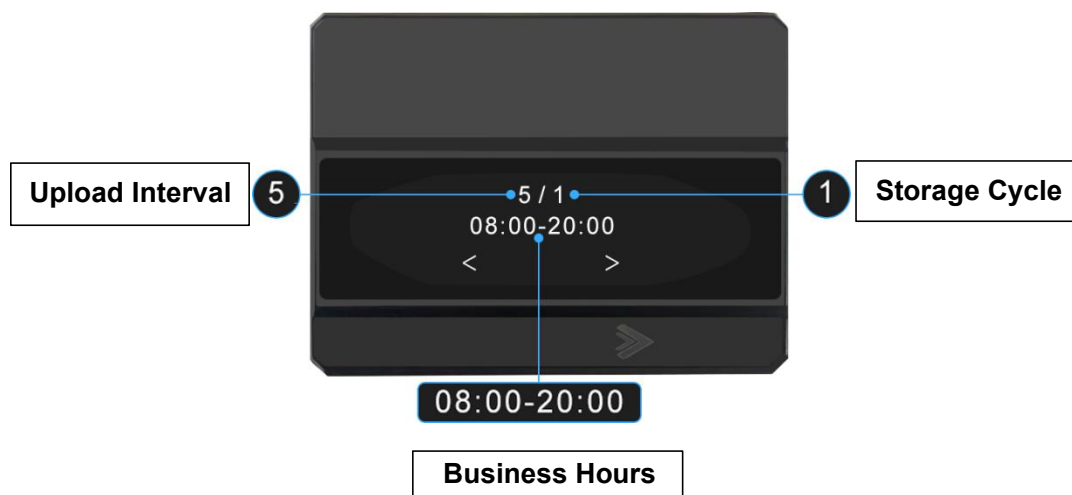 Upload Interval
5
5 / 1
1
Storage Cycle
08:00-20:00
< >
08:00-20:00
Business Hours